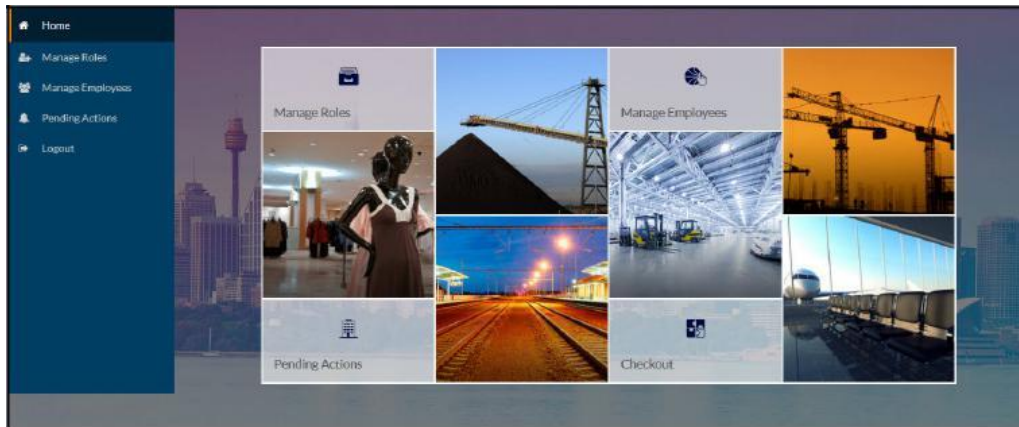 Home
Manage Roles
Manage Employees
Pending Actions
Logout
Manage Roles
Manage Employees
Pending Actions
Checkout